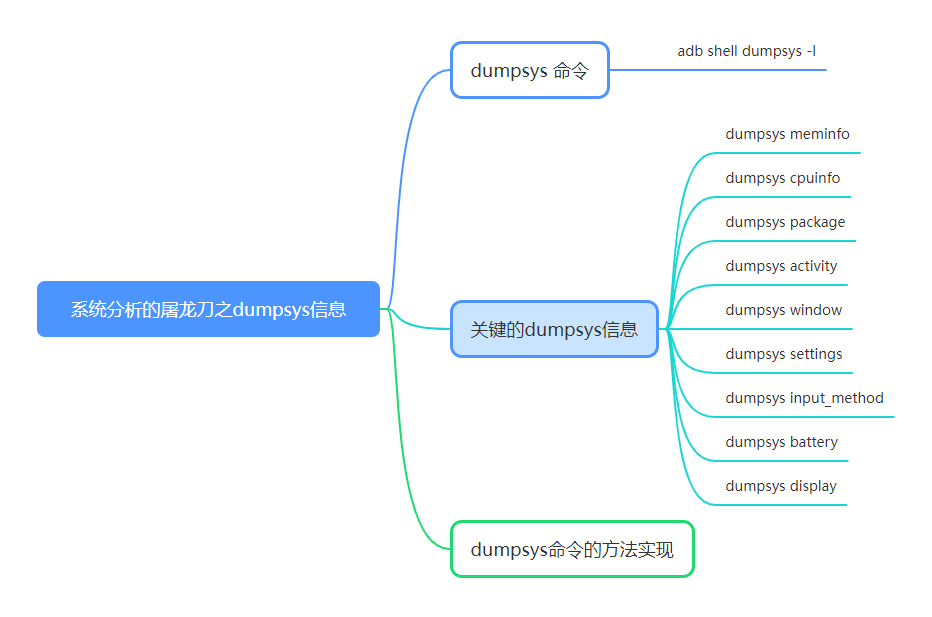 系统分析的屠龙刀之dumpsys信息
dumpsys 命令
adb shell dumpsys -l
关键的dumpsys信息
dumpsys meminfo
dumpsys cpuinfo
dumpsys package
dumpsys activity
dumpsys window
dumpsys settings
dumpsys input_method
dumpsys battery
dumpsys display
dumpsys命令的方法实现